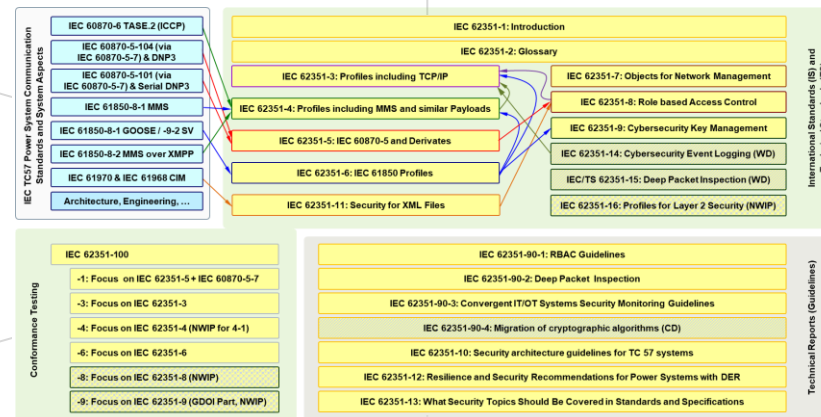 IEC TC57 Power System Communication
Standards and System Aspects
IEC 60870-6 TASE.2 (ICCP)
IEC 60870-5-104 (via
IEC 60870-5-7) & DNP3
IEC 60870-5-101 (via
IEC 60870-5-7) & Serial DNP3
IEC 61850-8-1 MMS
IEC 61850-8-1 GOOSE / -9-2 SV
IEC 61850-8-2 MMS over XMPP
IEC 61970 & IEC 61968 CIM
Architecture, Engineering, ...
IEC 62351-1: Introduction
IEC 62351-2: Glossary
IEC 62351-3: Profiles including TCP/IP
IEC 62351-4: Profiles including MMS and similar Payloads
IEC 62351-5: IEC 60870-5 and Derivates
IEC 62351-6: IEC 61850 Profiles
IEC 62351-11: Security for XML Files
IEC 62351-7: Objects for Network Management
IEC 62351-8: Role based Access Control
IEC 62351-9: Cybersecurity Key Management
IEC 62351-14: Cybersecurity Event Logging (WD)
IEC/TS 62351-15: Deep Packet Inspection (WD)
IEC 62351-16: Profiles for Layer 2 Security (NWIP)
International Standards (IS) and
Conformance Testing
IEC 62351-100
-1: Focus on IEC 62351-5 + IEC 60870-5-7
-3: Focus on IEC 62351-3
-4: Focus on IEC 62351-4 (NWIP for 4-1)
-6: Focus on IEC 62351-6
-8: Focus on IEC 62351-8 (NWIP)
-9: Focus on IEC 62351-9 (GDOI Part, NWIP)
IEC 62351-90-1: RBAC Guidelines
IEC 62351-90-2: Deep Packet Inspection
IEC 62351-90-3: Convergent IT/OT Systems Security Monitoring Guidelines
IEC 62351-90-4: Migration of cryptographic algorithms (CD)
IEC 62351-10: Security architecture guidelines for TC 57 systems
IEC 62351-12: Resilience and Security Recommendations for Power Systems with DER
IEC 62351-13: What Security Topics Should Be Covered in Standards and Specifications
Technical Reports (Guidelines)